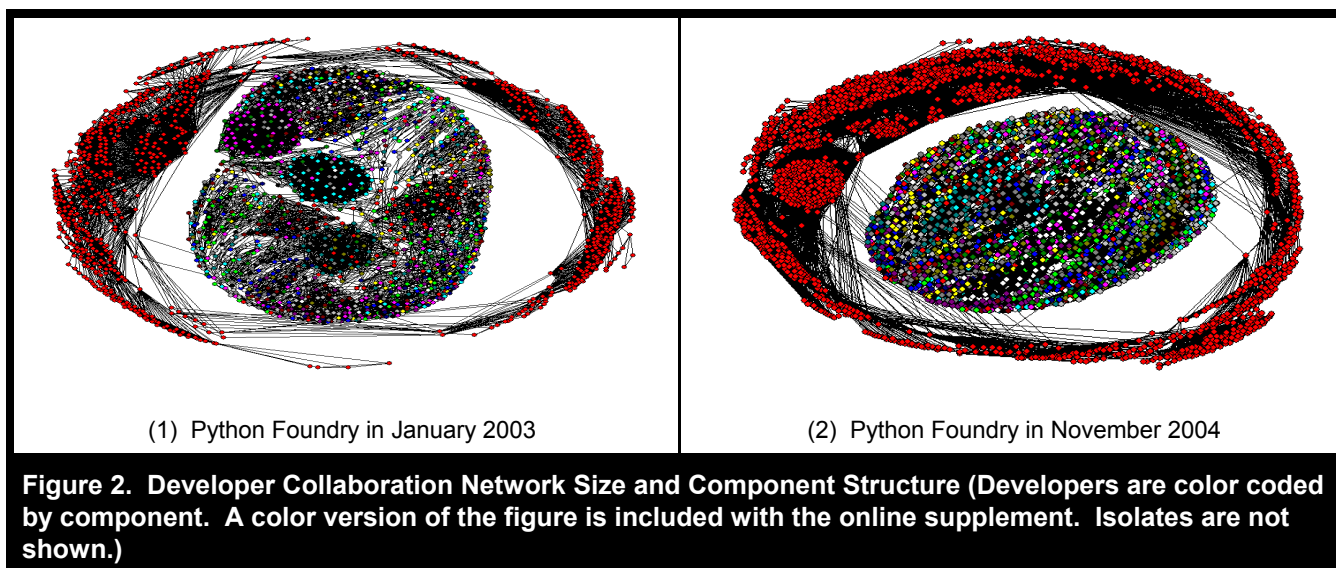 (1) Python Foundry in January 2003
(2) Python Foundry in November 2004
Figure 2. Developer Collaboration Network Size and Component Structure (Developers are color coded
by component. A color version of the figure is included with the online supplement. Isolates are not
shown.)